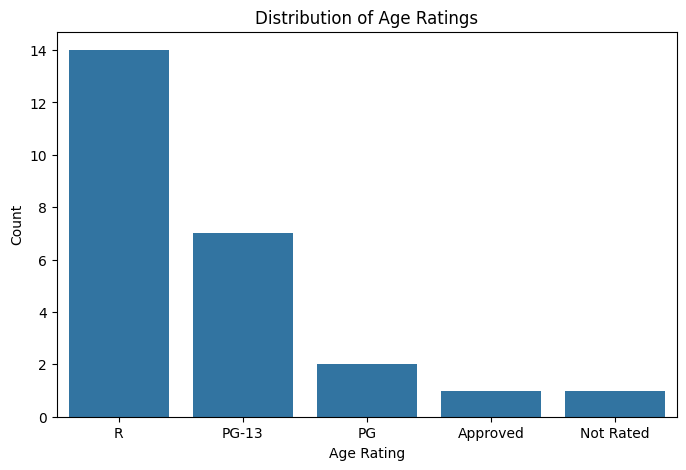 Distribution of Age Ratings
14
12
10
8
6
4
2
0
Count
R PG-13 PG Approved Not Rated
Age Rating